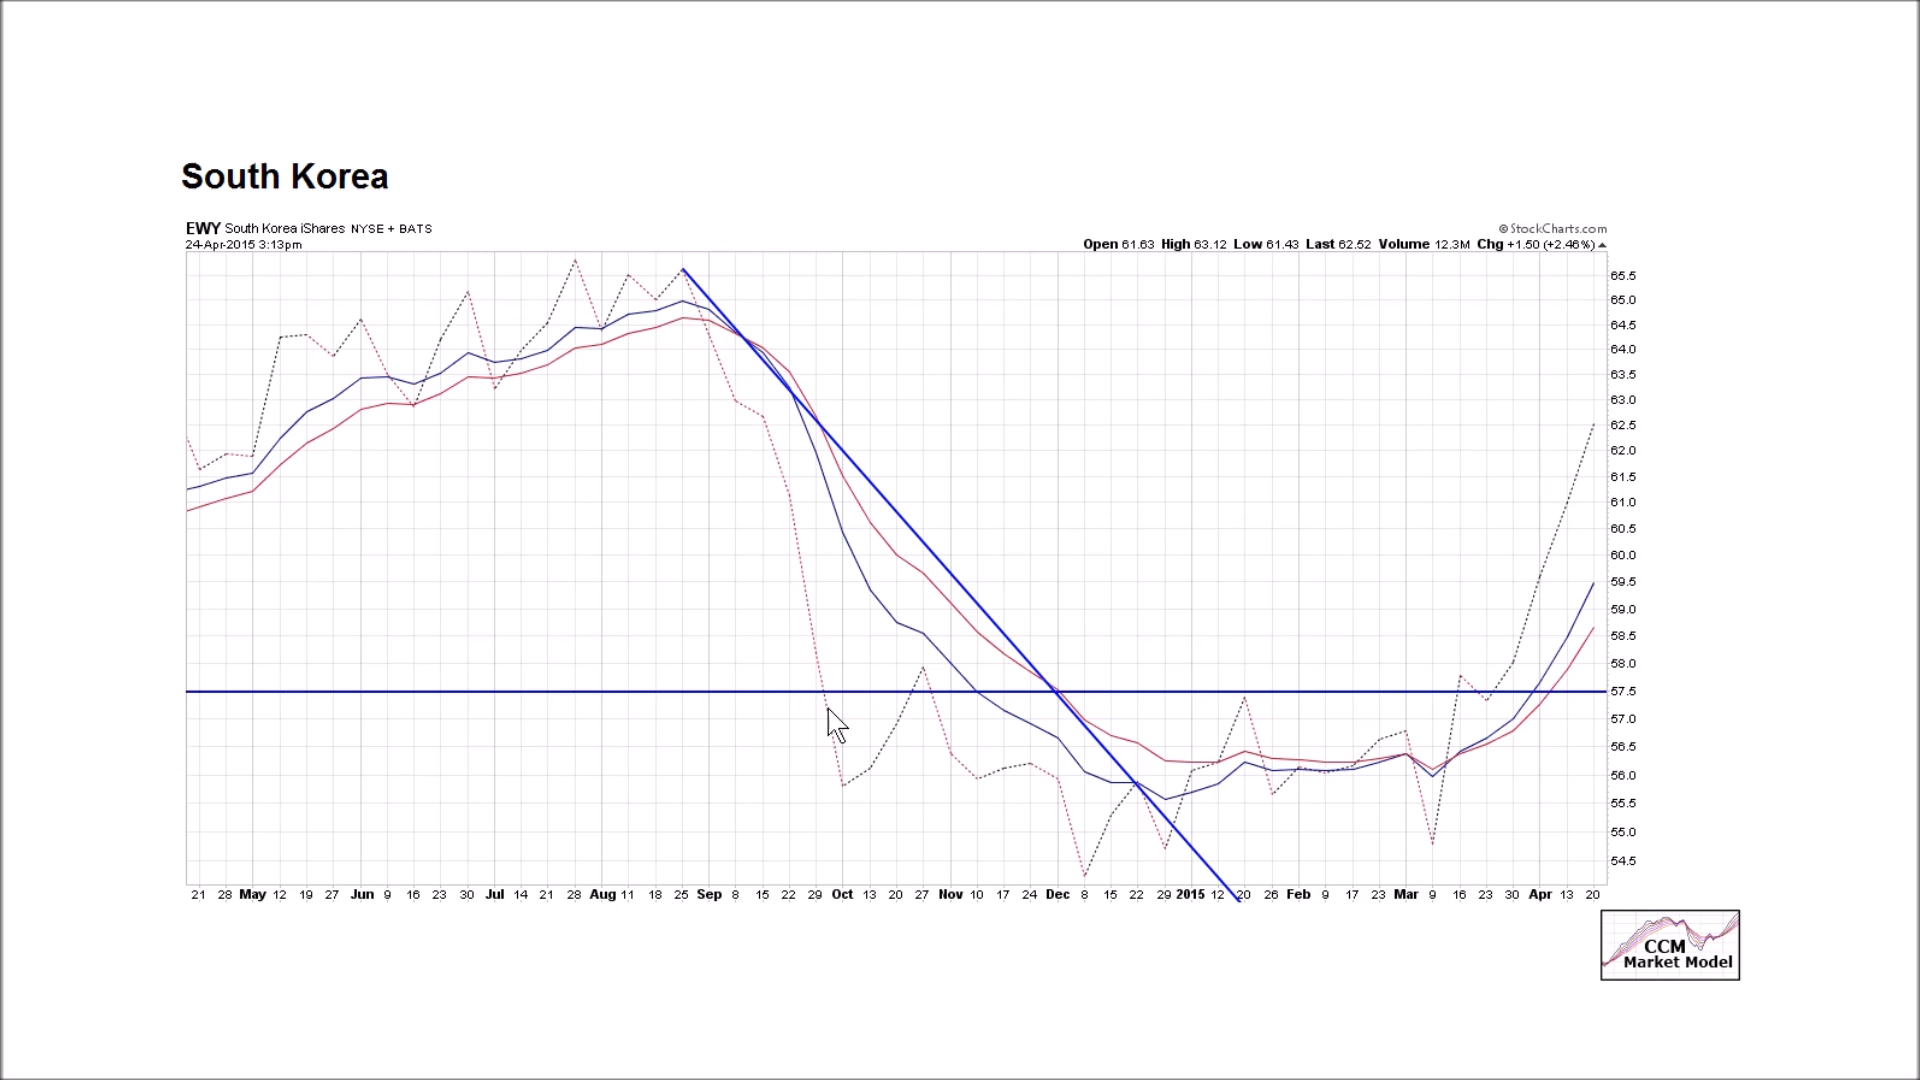 South Korea
EWY South Korea iShares NYSE + BATS
© StockCharts.com
24-Apr-2015 3:13pm
Open 61.63 High 63.12 Low 61.43 Last 62.52 Volume 12.3M Chg +1.50 (+2.46%)
65.5
65.0
64.5
64.0
63.5
63.0
62.5
62.0
61.5
61.0
60.5
60.0
59.5
59.0
58.5
58.0
57.5
57.0
56.5
56.0
55.5
55.0
54.5
21 28 May 12 19 27 Jun 9 16 23 30 Jul 14 21 28 Aug 11 18 25 Sep 8 15 22 29 Oct 13 20 27 Nov 10 17 24 Dec 8 15 22 29 2015 12 20 26 Feb 9 17 23 Mar 9 16 23 30 Apr 13 20
CCM
Market Model